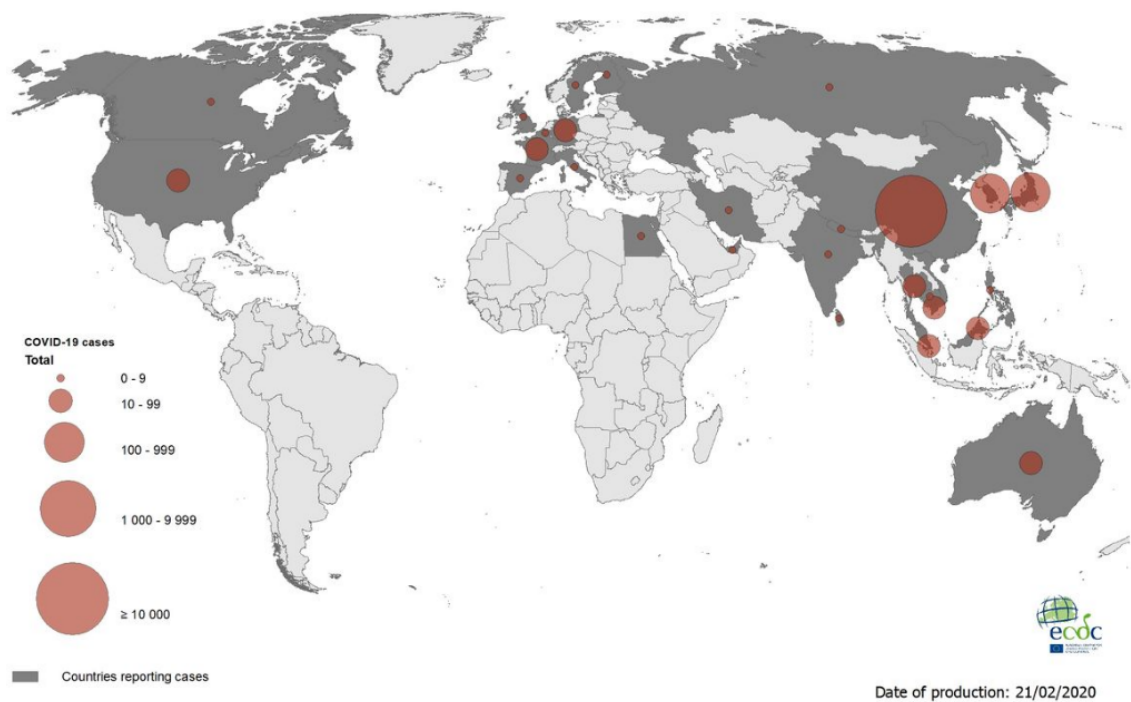 COVID-19 cases
Total
0 - 9
10 - 99
100 - 999
1 000 - 9 999
≥ 10 000
Countries reporting cases
ecdc
Date of production: 21/02/2020